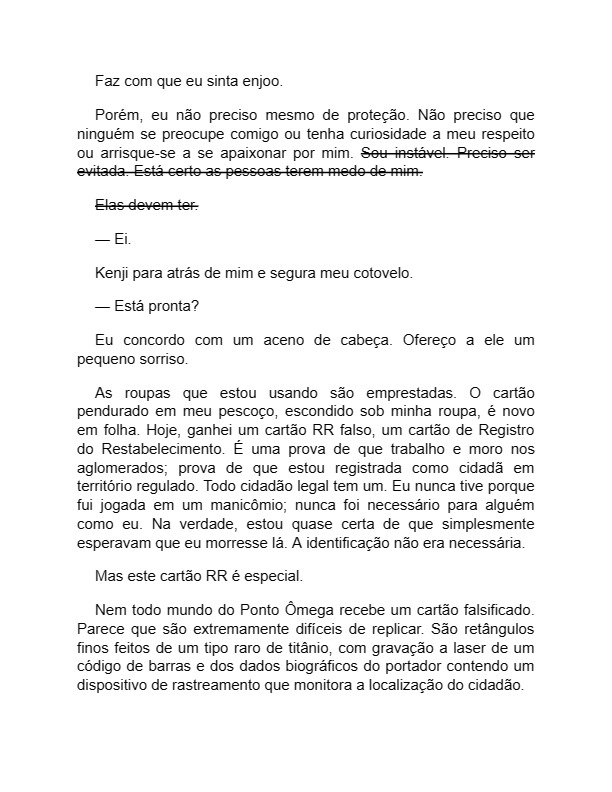 Faz com que eu sinta enjoo.
Porém, eu não preciso mesmo de proteção. Não preciso que
ninguém se preocupe comigo ou tenha curiosidade a meu respeito
ou arrisque-se a se apaixonar por mim. Sou instável. Preciso ser
evitada. Está certo as pessoas terem medo de mim.
Elas devem ter.
— Ei.
Kenji para atrás de mim e segura meu cotovelo.
— Está pronta?
Eu concordo com um aceno de cabeça. Ofereço a ele um
pequeno sorriso.
As roupas que estou usando são emprestadas. O cartão
pendurado em meu pescoço, escondido sob minha roupa, é novo
em folha. Hoje, ganhei um cartão RR falso, um cartão de Registro
do Restabelecimento. É uma prova de que trabalho e moro nos
aglomerados; prova de que estou registrada como cidadã em
território regulado. Todo cidadão legal tem um. Eu nunca tive porque
fui jogada em um manicômio; nunca foi necessário para alguém
como eu. Na verdade, estou quase certa de que simplesmente
esperavam que eu morresse lá. A identificação não era necessária.
Mas este cartão RR é especial.
Nem todo mundo do Ponto Ômega recebe um cartão falsificado.
Parece que são extremamente difíceis de replicar. São retângulos
finos feitos de um tipo raro de titânio, com gravação a laser de um
código de barras e dos dados biográficos do portador contendo um
dispositivo de rastreamento que monitora a localização do cidadão.